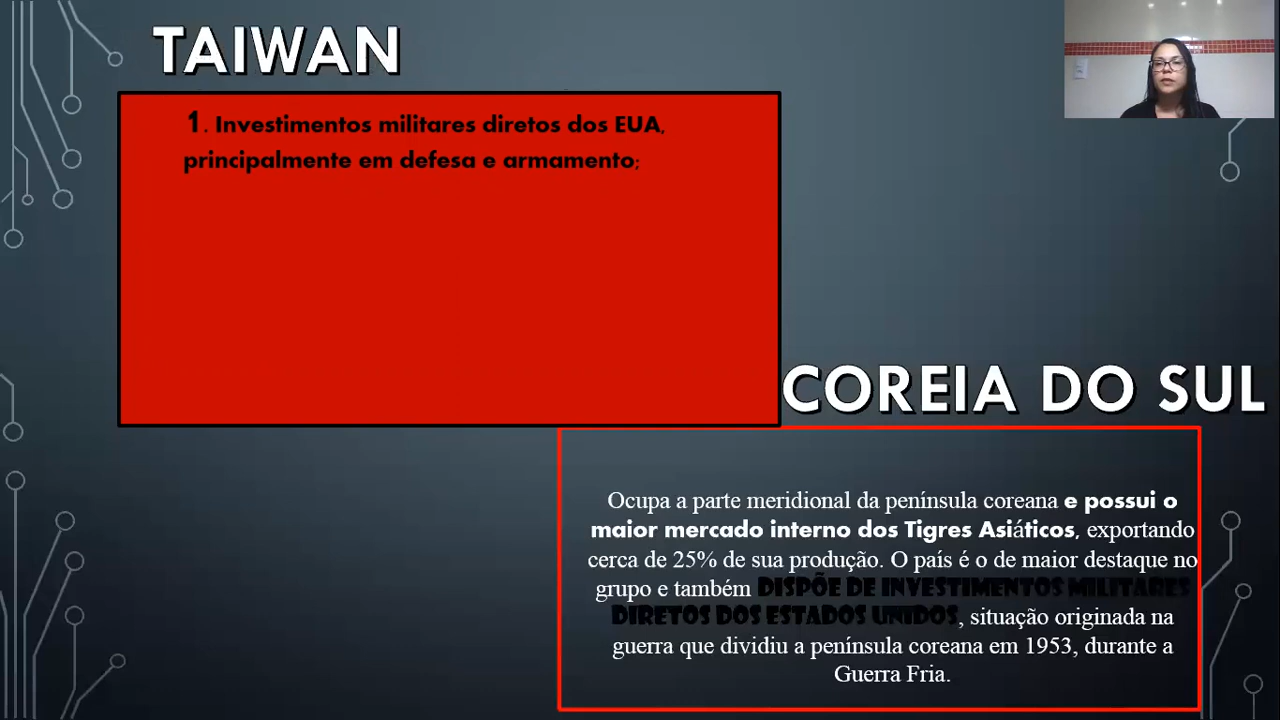 TAIWAN
1. Investimentos militares diretos dos EUA,
principalmente em defesa e armamento;
COREIA DO SUL
Ocupa a parte meridional da península coreana e possui o
maior mercado interno dos Tigres Asiáticos, exportando
cerca de 25% de sua produção. O país é o de maior destaque no
grupo e também DISPÕE DE INVESTIMENTOS MILITARES
DIRETOS DOS ESTADOS UNIDOS, situação originada na
guerra que dividiu a península coreana em 1953, durante a
Guerra Fria.